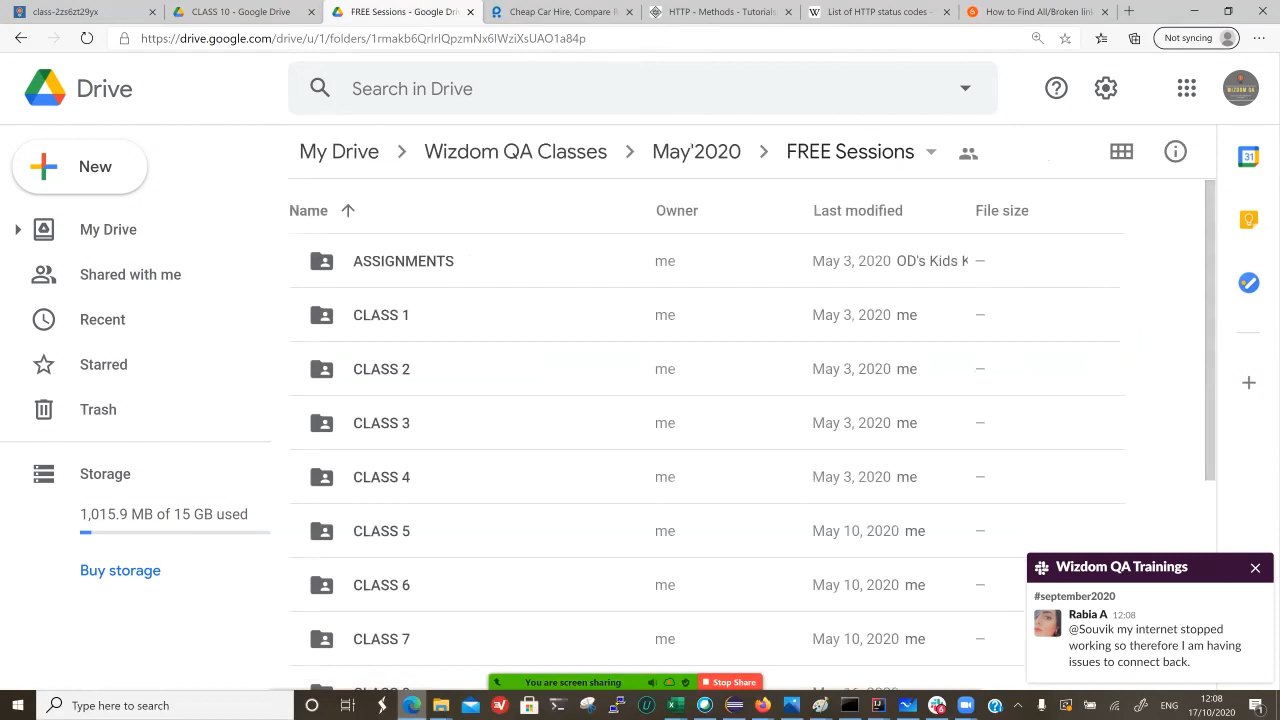 class-z6z5gdz6cd
CLASS 10 - Google Drive
FREE Sessions - Google Dri
Cheap Car Hire, Compare
HTTP - Methods - Tutorials
List of HTTP status codes -
How to Find All/Broken link
https://drive.google.com/drive/u/1/folders/1rmakb6QrIrIQpzmNx6IWziXsUAO1a84p
Not syncing
Drive
Search in Drive
WIZDOM QA
New
My Drive > Wizdom QA Classes > May'2020 > FREE Sessions
31
Name
Owner
Last modified
File size
My Drive
Shared with me
Recent
Starred
Trash
Storage
1,015.9 MB of 15 GB used
Buy storage
ASSIGNMENTS me May 3, 2020 OD's Kids K —
CLASS 1 me May 3, 2020 me —
CLASS 2 me May 3, 2020 me —
CLASS 3 me May 3, 2020 me —
CLASS 4 me May 3, 2020 me —
CLASS 5 me May 10, 2020 me —
CLASS 6 me May 10, 2020 me —
CLASS 7 me May 10, 2020 me —
Wizdom QA Trainings
#september2020
Rabia A 12:08
@Souvik my internet stopped
working so therefore I am having
issues to connect back.
You are screen sharing
Stop Share
Type here to search
ENG
12:08
17/10/2020